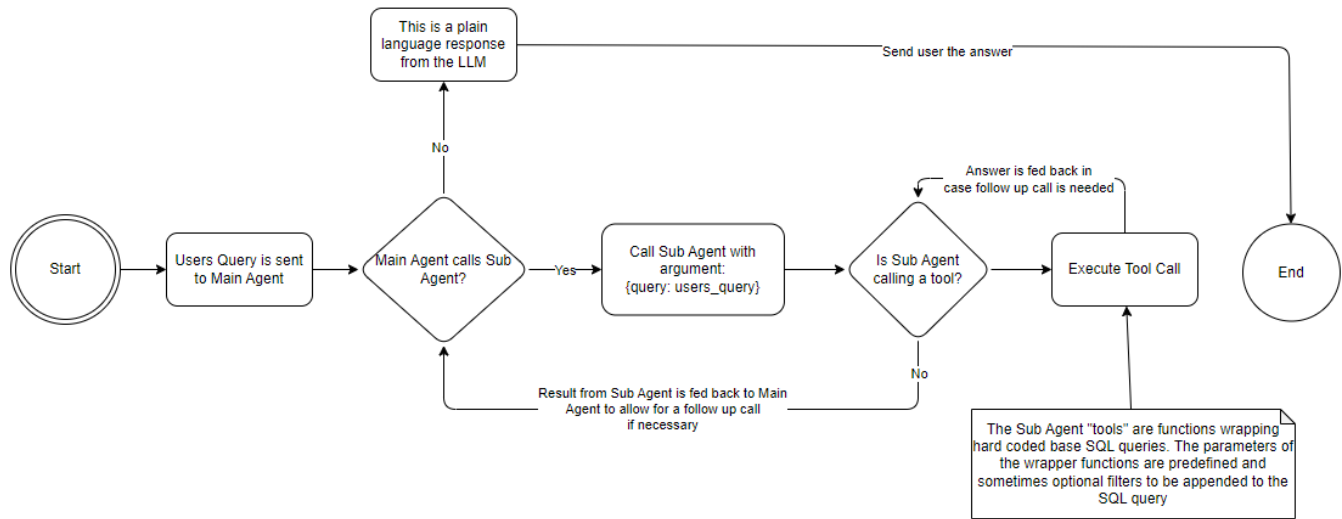 This is a plain
language response
from the LLM
Send user the answer
No
Answer is fed back in
case follow up call is
needed
Start
Users Query is sent
to Main Agent
Main Agent calls Sub
Agent?
Yes
Call Sub Agent with
argument:
{query: users_query}
Is Sub Agent
calling a tool?
Execute Tool Call
End
No
Result from Sub Agent is fed back to Main
Agent to allow for a follow up call
if necessary
The Sub Agent "tools" are functions wrapping
hard coded base SQL queries. The parameters of
the wrapper functions are predefined and
sometimes optional filters to be appended to the
SQL query